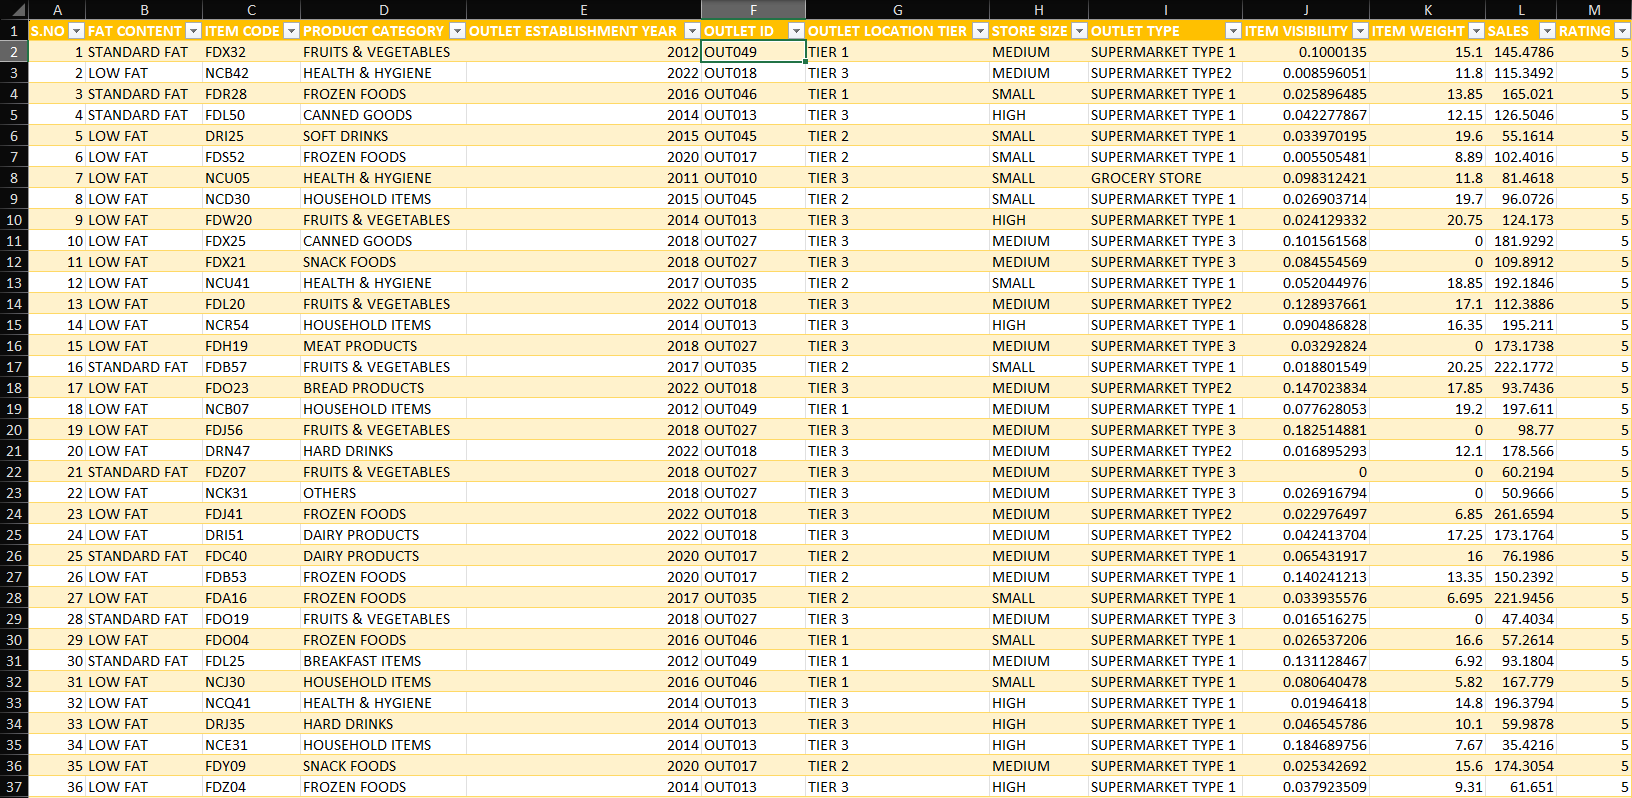 A B C D E F G H I J K L M
1 S.NO FAT CONTENT ITEM CODE PRODUCT CATEGORY OUTLET ESTABLISHMENT YEAR OUTLET ID OUTLET LOCATION TIER STORE SIZE OUTLET TYPE ITEM VISIBILITY ITEM WEIGHT SALES RATING
2 1 STANDARD FAT FDX32 FRUITS & VEGETABLES 2012 OUT049 TIER 1 MEDIUM SUPERMARKET TYPE 1 0.1000135 15.1 145.4786 5
3 2 LOW FAT NCB42 HEALTH & HYGIENE 2022 OUT018 TIER 3 MEDIUM SUPERMARKET TYPE2 0.008596051 11.8 115.3492 5
4 3 STANDARD FAT FDR28 FROZEN FOODS 2016 OUT046 TIER 1 SMALL SUPERMARKET TYPE 1 0.025896485 13.85 165.021 5
5 4 STANDARD FAT FDL50 CANNED GOODS 2014 OUT013 TIER 3 HIGH SUPERMARKET TYPE 1 0.042277867 12.15 126.5046 5
6 5 LOW FAT DRI25 SOFT DRINKS 2015 OUT045 TIER 2 SMALL SUPERMARKET TYPE 1 0.033970195 19.6 55.1614 5
7 6 LOW FAT FDS52 FROZEN FOODS 2020 OUT017 TIER 2 SMALL SUPERMARKET TYPE 1 0.005505481 8.89 102.4016 5
8 7 LOW FAT NCU05 HEALTH & HYGIENE 2011 OUT010 TIER 3 SMALL GROCERY STORE 0.098312421 11.8 81.4618 5
9 8 LOW FAT NCD30 HOUSEHOLD ITEMS 2015 OUT045 TIER 2 SMALL SUPERMARKET TYPE 1 0.026903714 19.7 96.0726 5
10 9 LOW FAT FDW20 FRUITS & VEGETABLES 2014 OUT013 TIER 3 HIGH SUPERMARKET TYPE 1 0.024129332 20.75 124.173 5
11 10 LOW FAT FDX25 CANNED GOODS 2018 OUT027 TIER 3 MEDIUM SUPERMARKET TYPE 3 0.101561568 0 181.9292 5
12 11 LOW FAT FDX21 SNACK FOODS 2018 OUT027 TIER 3 MEDIUM SUPERMARKET TYPE 3 0.084554569 0 109.8912 5
13 12 LOW FAT NCU41 HEALTH & HYGIENE 2017 OUT035 TIER 2 SMALL SUPERMARKET TYPE 1 0.052044976 18.85 192.1846 5
14 13 LOW FAT FDL20 FRUITS & VEGETABLES 2022 OUT018 TIER 3 MEDIUM SUPERMARKET TYPE2 0.128937661 17.1 112.3886 5
15 14 LOW FAT NCR54 HOUSEHOLD ITEMS 2014 OUT013 TIER 3 HIGH SUPERMARKET TYPE 1 0.090486828 16.35 195.211 5
16 15 LOW FAT FDH19 MEAT PRODUCTS 2018 OUT027 TIER 3 MEDIUM SUPERMARKET TYPE 3 0.03292824 0 173.1738 5
17 16 STANDARD FAT FDB57 FRUITS & VEGETABLES 2017 OUT035 TIER 2 SMALL SUPERMARKET TYPE 1 0.018801549 20.25 222.1772 5
18 17 LOW FAT FDO23 BREAD PRODUCTS 2022 OUT018 TIER 3 MEDIUM SUPERMARKET TYPE2 0.147023834 17.85 93.7436 5
19 18 LOW FAT NCB07 HOUSEHOLD ITEMS 2012 OUT049 TIER 1 MEDIUM SUPERMARKET TYPE 1 0.077628053 19.2 197.611 5
20 19 LOW FAT FDJ56 FRUITS & VEGETABLES 2018 OUT027 TIER 3 MEDIUM SUPERMARKET TYPE 3 0.182514881 0 98.77 5
21 20 LOW FAT DRN47 HARD DRINKS 2022 OUT018 TIER 3 MEDIUM SUPERMARKET TYPE2 0.016895293 12.1 178.566 5
22 21 STANDARD FAT FDZ07 FRUITS & VEGETABLES 2018 OUT027 TIER 3 MEDIUM SUPERMARKET TYPE 3 0 0 60.2194 5
23 22 LOW FAT NCK31 OTHERS 2018 OUT027 TIER 3 MEDIUM SUPERMARKET TYPE 3 0.026916794 0 50.9666 5
24 23 LOW FAT FDJ41 FROZEN FOODS 2022 OUT018 TIER 3 MEDIUM SUPERMARKET TYPE2 0.022976497 6.85 261.6594 5
25 24 LOW FAT DRI51 DAIRY PRODUCTS 2022 OUT018 TIER 3 MEDIUM SUPERMARKET TYPE2 0.042413704 17.25 173.1764 5
26 25 STANDARD FAT FDC40 DAIRY PRODUCTS 2020 OUT017 TIER 2 MEDIUM SUPERMARKET TYPE 1 0.065431917 16 76.1986 5
27 26 LOW FAT FDB53 FROZEN FOODS 2020 OUT017 TIER 2 MEDIUM SUPERMARKET TYPE 1 0.140241213 13.35 150.2392 5
28 27 LOW FAT FDA16 FROZEN FOODS 2017 OUT035 TIER 2 SMALL SUPERMARKET TYPE 1 0.033935576 6.695 221.9456 5
29 28 STANDARD FAT FDO19 FRUITS & VEGETABLES 2018 OUT027 TIER 3 MEDIUM SUPERMARKET TYPE 3 0.016516275 0 47.4034 5
30 29 LOW FAT FDO04 FROZEN FOODS 2016 OUT046 TIER 1 SMALL SUPERMARKET TYPE 1 0.026537206 16.6 57.2614 5
31 30 STANDARD FAT FDL25 BREAKFAST ITEMS 2012 OUT049 TIER 1 MEDIUM SUPERMARKET TYPE 1 0.131128467 6.92 93.1804 5
32 31 LOW FAT NCJ30 HOUSEHOLD ITEMS 2016 OUT046 TIER 1 SMALL SUPERMARKET TYPE 1 0.080640478 5.82 167.779 5
33 32 LOW FAT NCQ41 HEALTH & HYGIENE 2014 OUT013 TIER 3 HIGH SUPERMARKET TYPE 1 0.01946418 14.8 196.3794 5
34 33 LOW FAT DRJ35 HARD DRINKS 2014 OUT013 TIER 3 HIGH SUPERMARKET TYPE 1 0.046545786 10.1 59.9878 5
35 34 LOW FAT NCE31 HOUSEHOLD ITEMS 2014 OUT013 TIER 3 HIGH SUPERMARKET TYPE 1 0.184689756 7.67 35.4216 5
36 35 LOW FAT FDY09 SNACK FOODS 2020 OUT017 TIER 2 MEDIUM SUPERMARKET TYPE 1 0.025342692 15.6 174.3054 5
37 36 LOW FAT FDZ04 FROZEN FOODS 2014 OUT013 TIER 3 HIGH SUPERMARKET TYPE 1 0.037923509 9.31 61.651 5